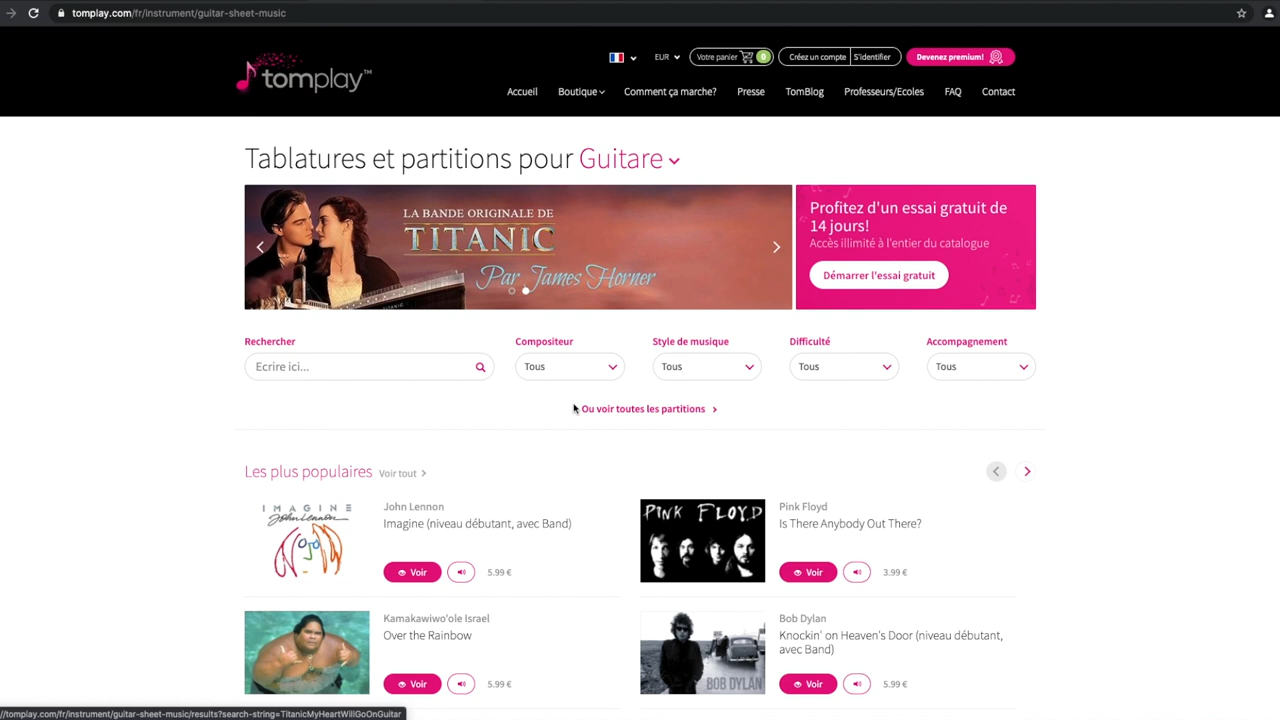 tomplay.com/fr/instrument/guitar-sheet-music
tomplay™
EUR
Votre panier 0
Créez un compte
S'identifier
Devenez premium!
Accueil
Boutique
Comment ça marche?
Presse
TomBlog
Professeurs/Ecoles
FAQ
Contact
Tablatures et partitions pour Guitare
LA BANDE ORIGINALE DE
TITANIC
Par James Horner
TITANIC
Profitez d'un essai gratuit de
14 jours!
Accès illimité à l'entier du catalogue
Démarrer l'essai gratuit
Rechercher
Ecrire ici...
Compositeur
Tous
Style de musique
Tous
Difficulté
Tous
Accompagnement
Tous
Ou voir toutes les partitions
Les plus populaires
Voir tout
IMAGINE
John Lennon
John Lennon
Imagine (niveau débutant, avec Band)
Voir
5.99 €
PINK FLOYD
Pink Floyd
Is There Anybody Out There?
Voir
3.99 €
Kamakawiwo'ole Israel
Over the Rainbow
Voir
5.99 €
BOB DYLAN
Bob Dylan
Knockin' on Heaven's Door (niveau débutant,
avec Band)
Voir
5.99 €
//tomplay.com/fr/instrument/guitar-sheet-music/results?search-string=TitanicMyHeartWillGoOnGuitar